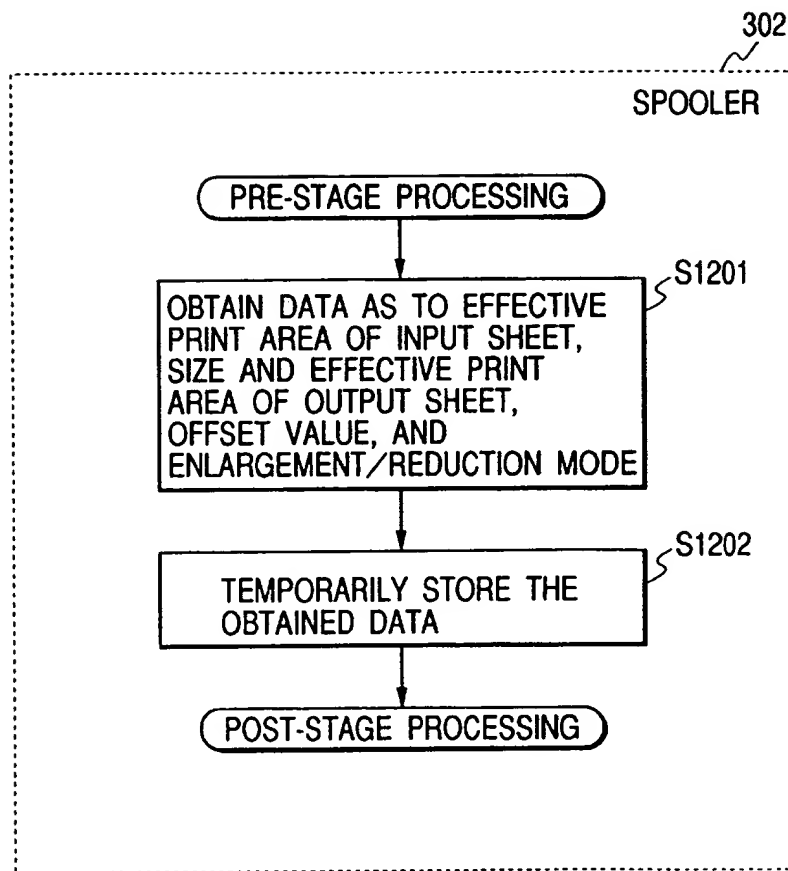 302
SPOOLER
PRE-STAGE PROCESSING
S1201
OBTAIN DATA AS TO EFFECTIVE
PRINT AREA OF INPUT SHEET,
SIZE AND EFFECTIVE PRINT
AREA OF OUTPUT SHEET,
OFFSET VALUE, AND
ENLARGEMENT/REDUCTION MODE
S1202
TEMPORARILY STORE THE
OBTAINED DATA
POST-STAGE PROCESSING